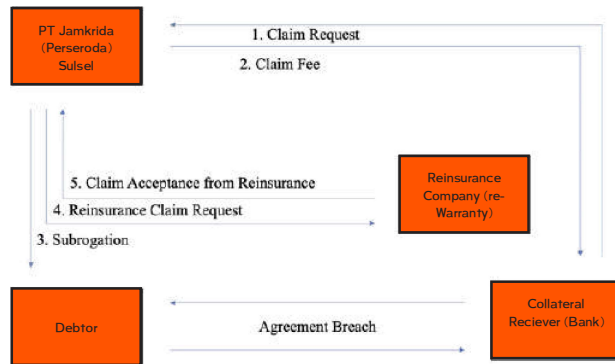 PT Jamkrida
(Perseroda)
Sulsel
1. Claim Request
2. Claim Fee
5. Claim Acceptance from Reinsurance
4. Reinsurance Claim Request
3. Subrogation
Reinsurance
Company (re-
Warranty)
Debtor
Agreement Breach
Collateral
Reciever (Bank)